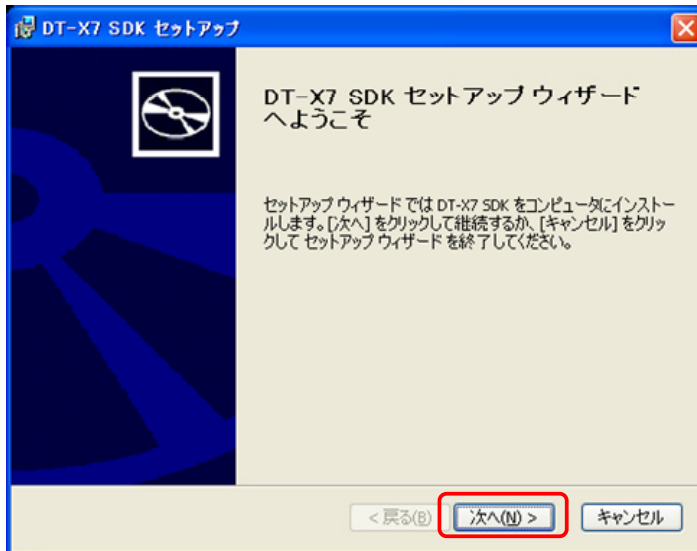 DT-X7 SDK セットアップ
DT-X7 SDK セットアップ ウィザード
へようこそ
セットアップ ウィザード では DT-X7 SDK をコンピュータにインストー
ルします。[次へ] をクリックして継続するか、[キャンセル] をクリッ
クして セットアップ ウィザード を終了してください。
< 戻る(B)
次へ(N) >
キャンセル